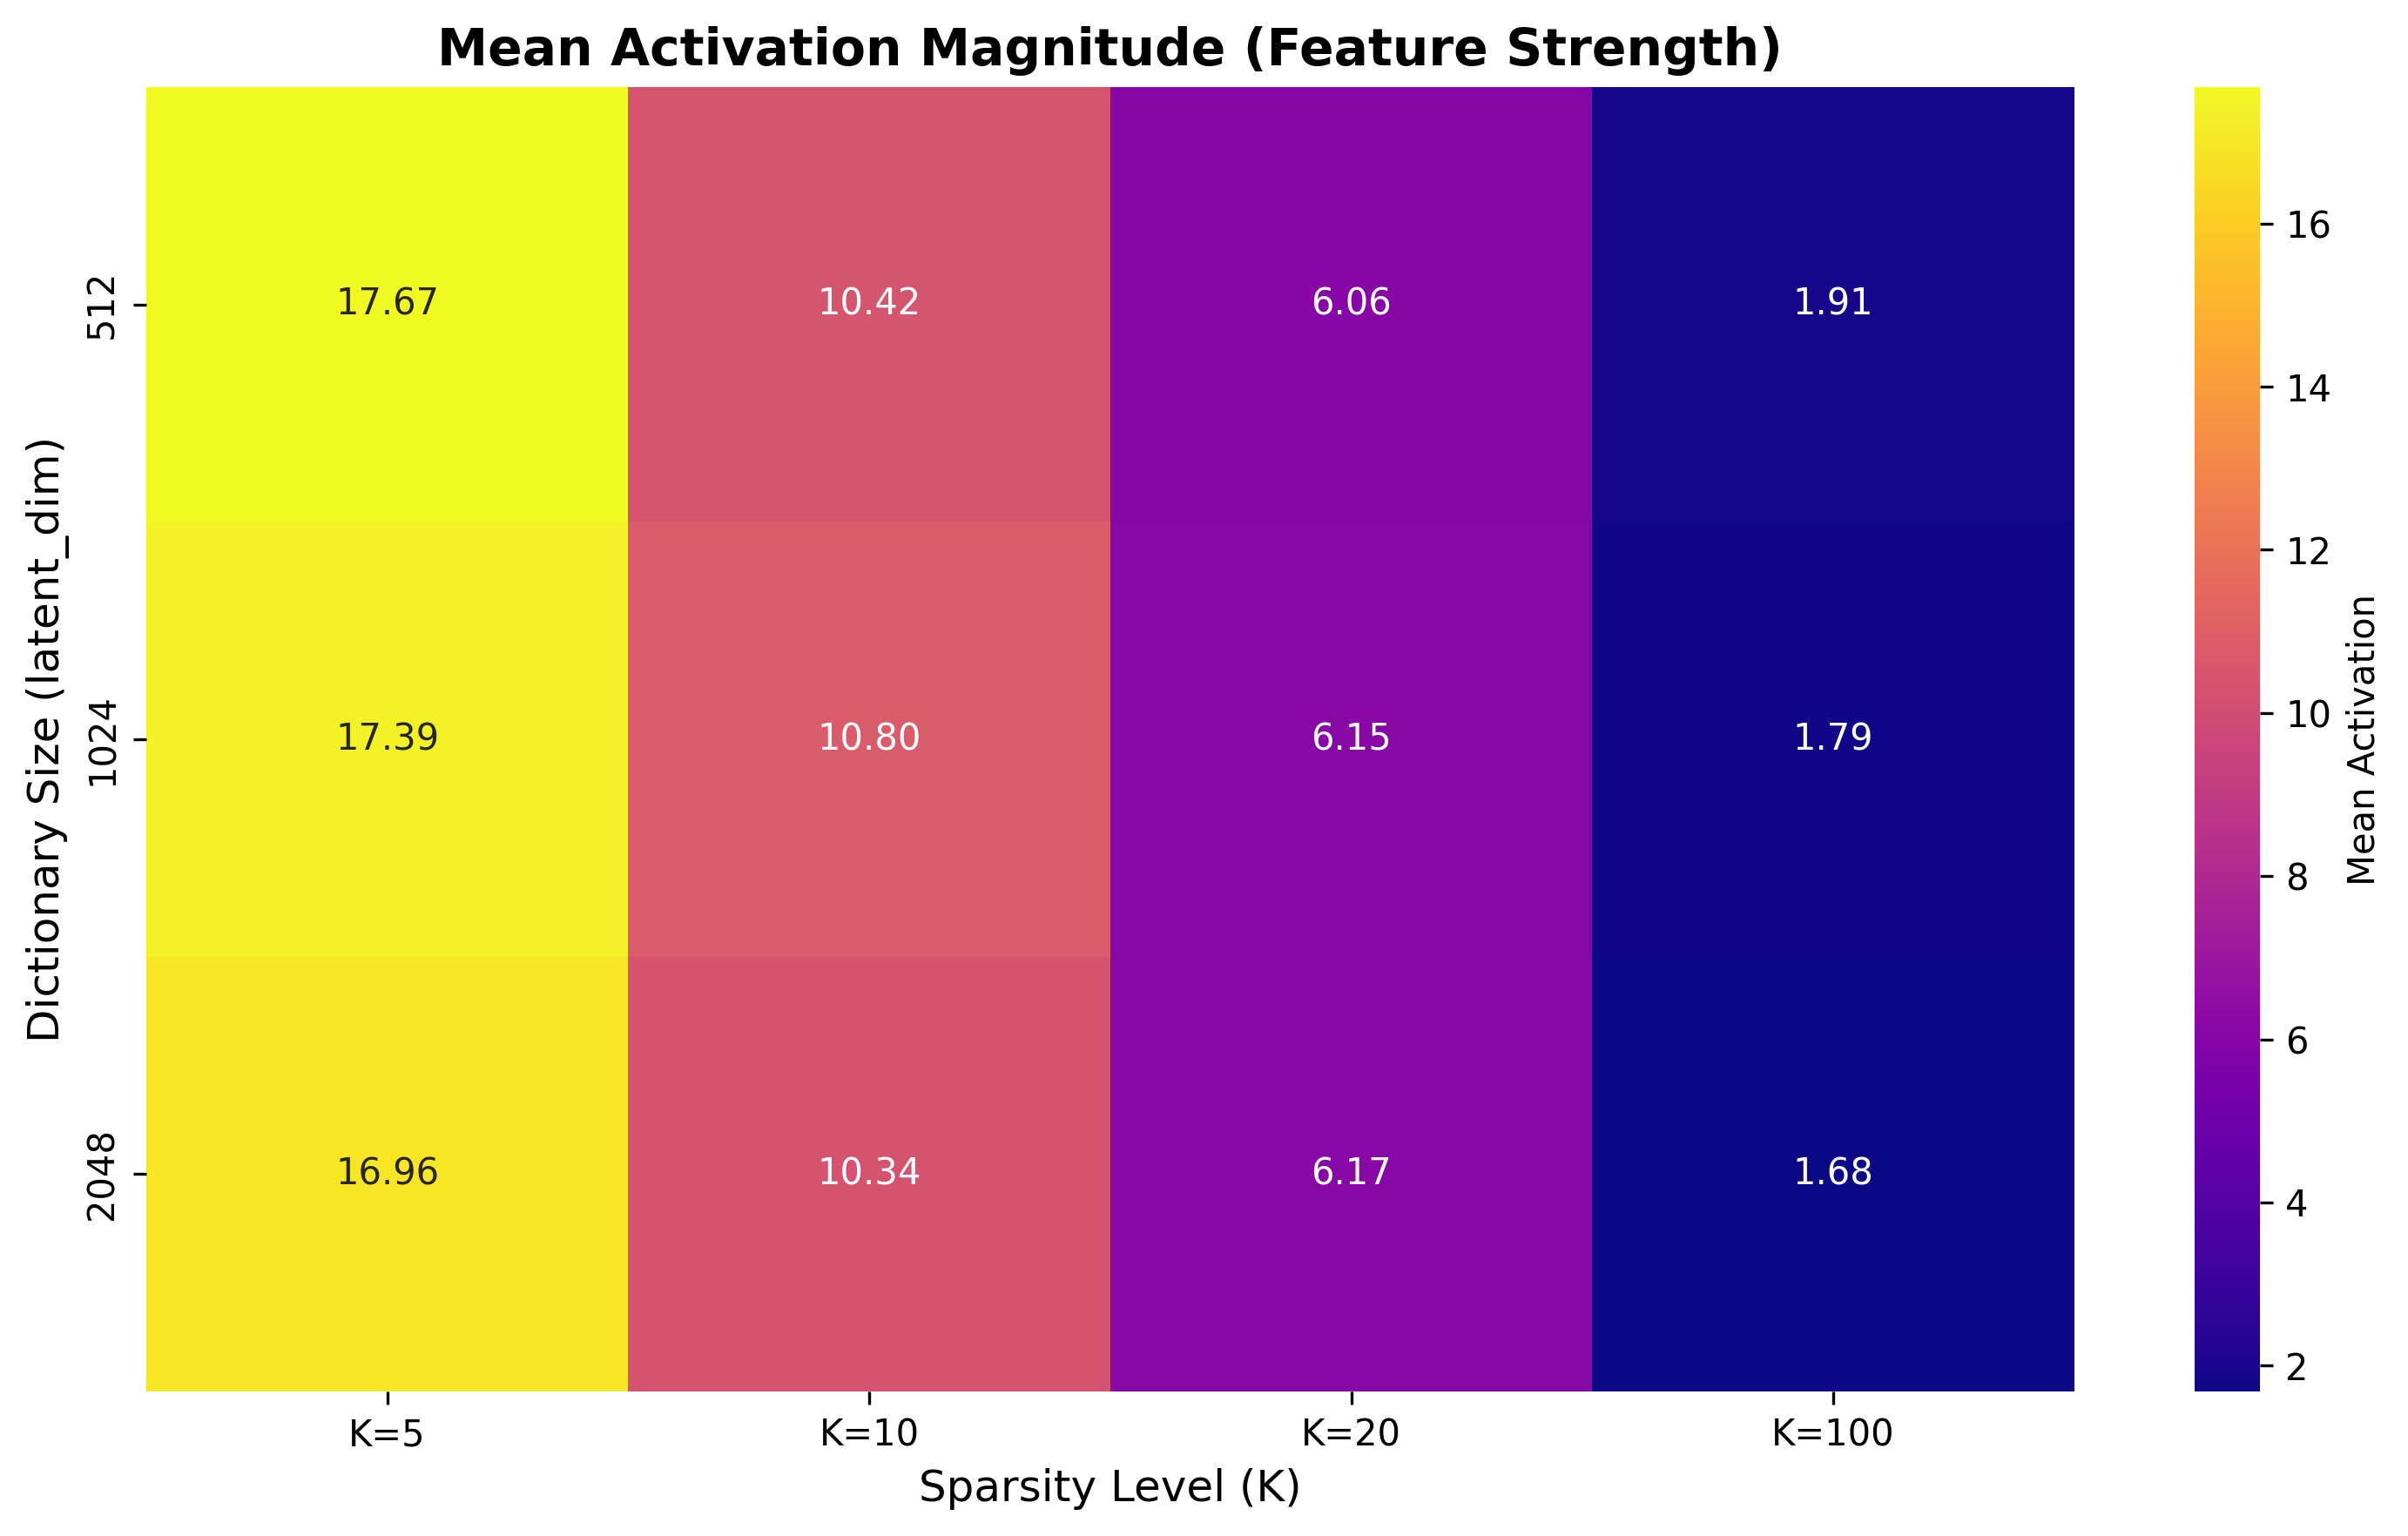 Mean Activation Magnitude (Feature Strength)
Dictionary Size (latent_dim)
512
17.67
10.42
6.06
1.91
1024
17.39
10.80
6.15
1.79
2048
16.96
10.34
6.17
1.68
K=5
K=10
K=20
K=100
Sparsity Level (K)
16
14
12
10
8
6
4
2
Mean Activation